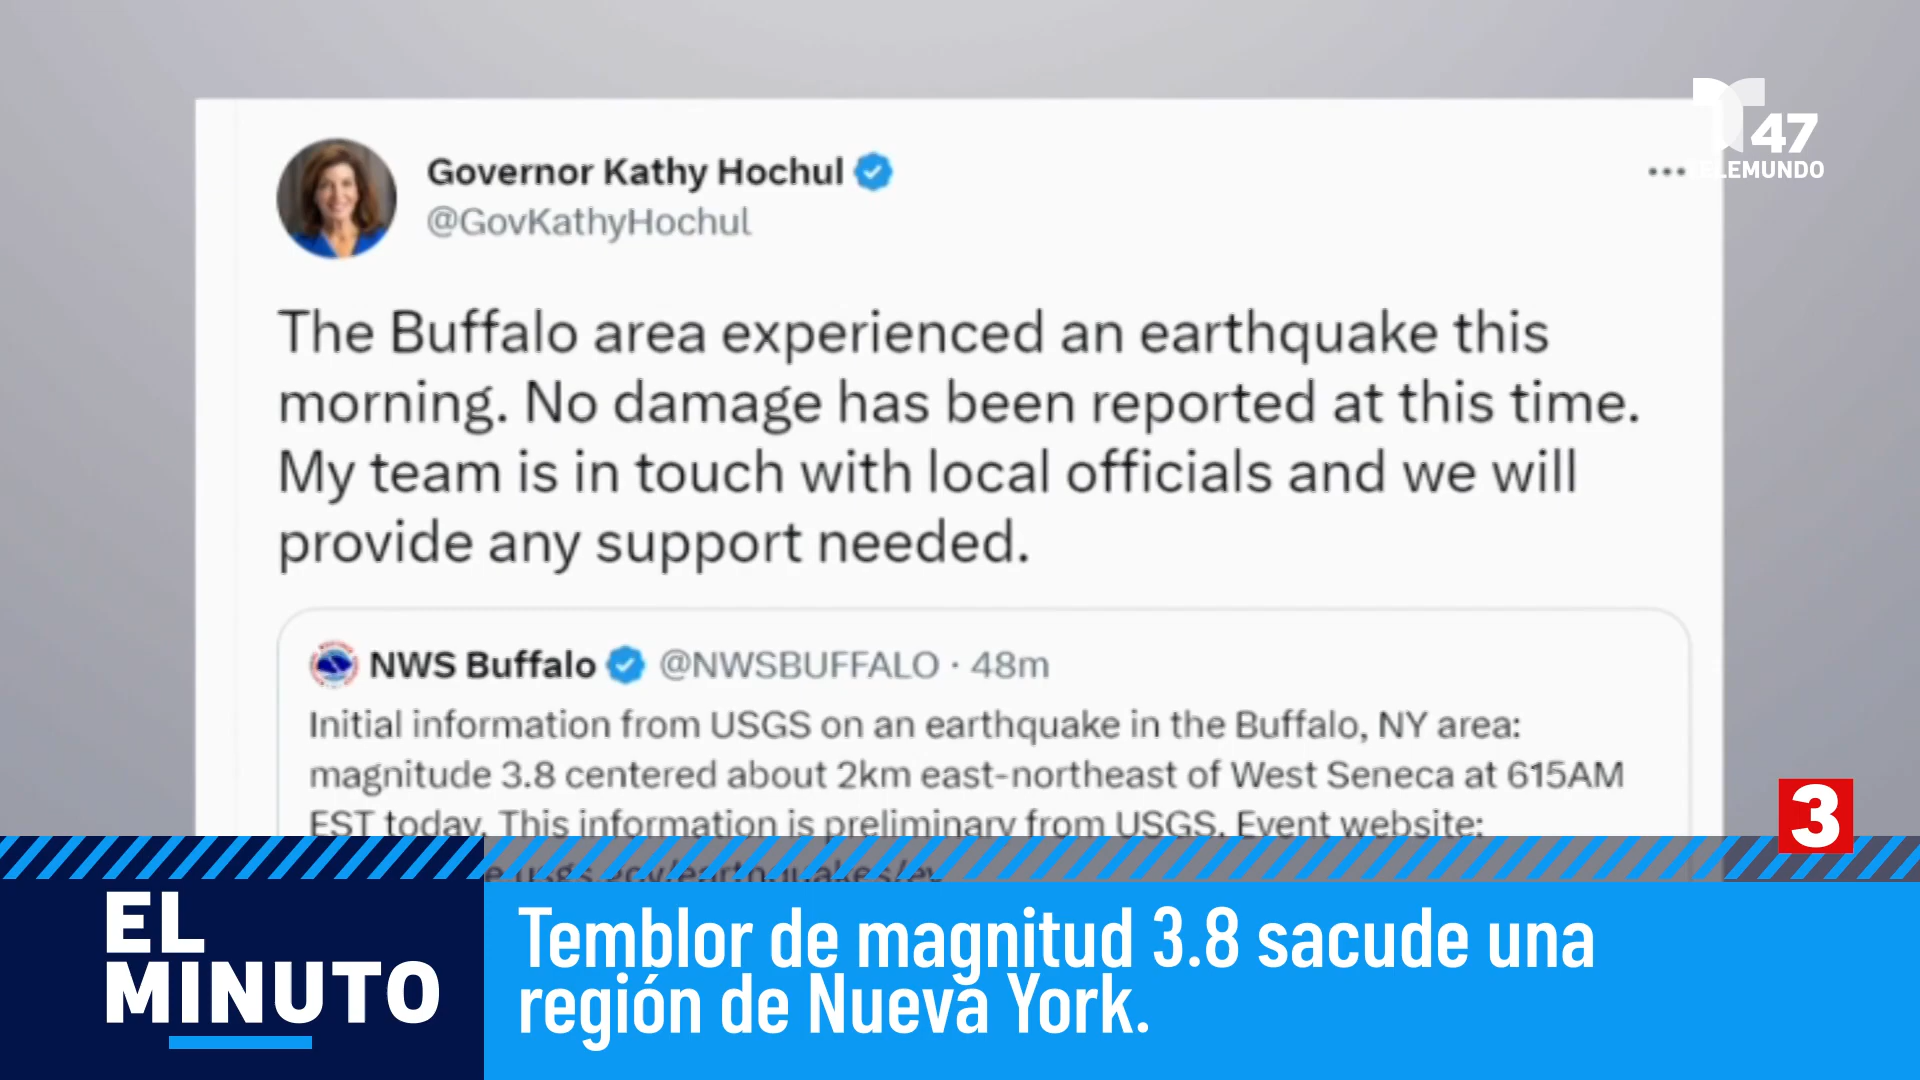 47
TELEMUNDO
Governor Kathy Hochul
@GovKathyHochul
The Buffalo area experienced an earthquake this
morning. No damage has been reported at this time.
My team is in touch with local officials and we will
provide any support needed.
NWS Buffalo @NWSBUFFALO · 48m
Initial information from USGS on an earthquake in the Buffalo, NY area:
magnitude 3.8 centered about 2km east-northeast of West Seneca at 615AM
EST today. This information is preliminary from USGS. Event website:
3
EL
MINUTO
Temblor de magnitud 3.8 sacude una
región de Nueva York.